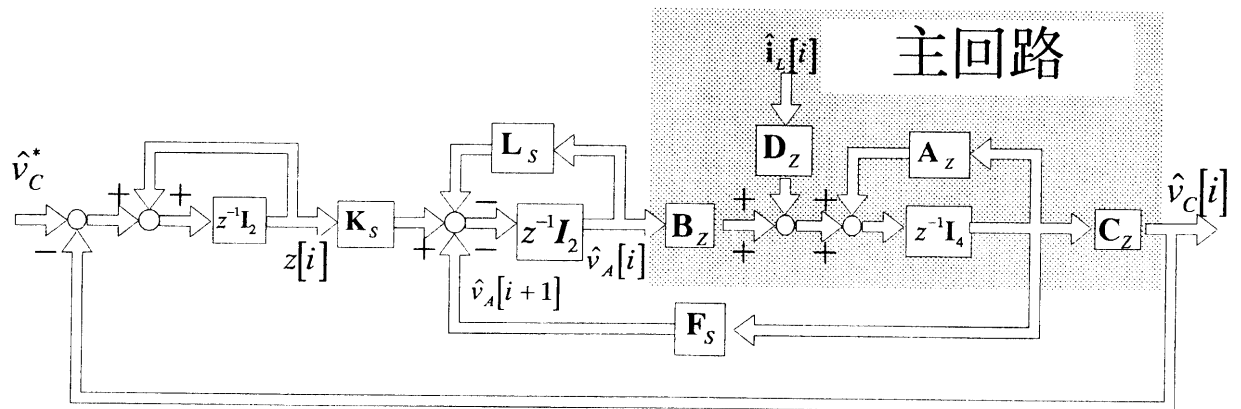 主回路
î_L[i]
L_S
D_Z
A_Z
v̂_C^*
v̂_C[i]
+
+
+
+
+
z⁻¹I₂
K_S
−
z⁻¹I₂
B_Z
z⁻¹I₄
C_Z
−
z[i]
+
−
v̂_A[i]
+
+
v̂_A[i+1]
F_S